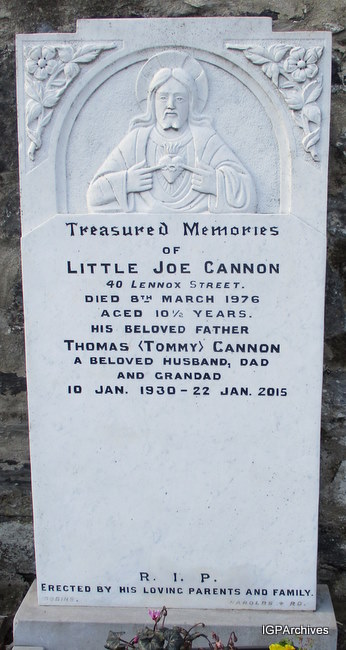 Treasured Memories
OF
LITTLE JOE CANNON
40 LENNOX STREET.
DIED 8TH MARCH 1976
AGED 10½ YEARS.
HIS BELOVED FATHER
THOMAS (TOMMY) CANNON
A BELOVED HUSBAND, DAD
AND GRANDAD
10 JAN. 1930 - 22 JAN. 2015
R. I. P.
ERECTED BY HIS LOVING PARENTS AND FAMILY.
IGPArchives